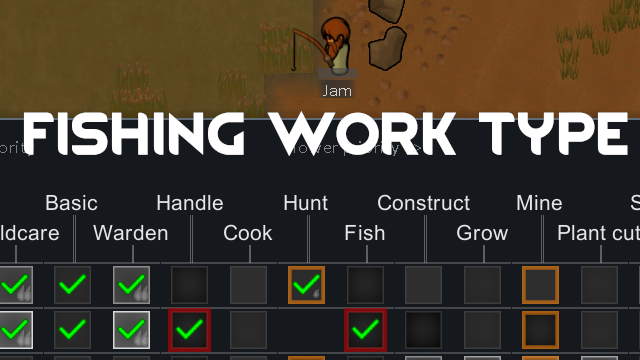 Jam
FISHING WORK TYPE
Basic Handle Hunt Construct Mine
ldcare Warden Cook Fish Grow Plant cut